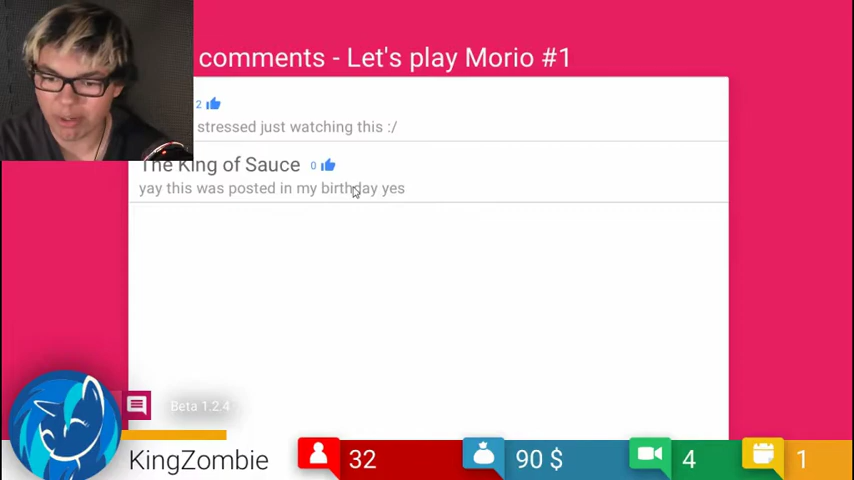 comments - Let's play Morio #1
2
stressed just watching this :/
The King of Sauce 0
yay this was posted in my birthday yes
Beta 1.2.4
KingZombie 32 90 $ 4 1